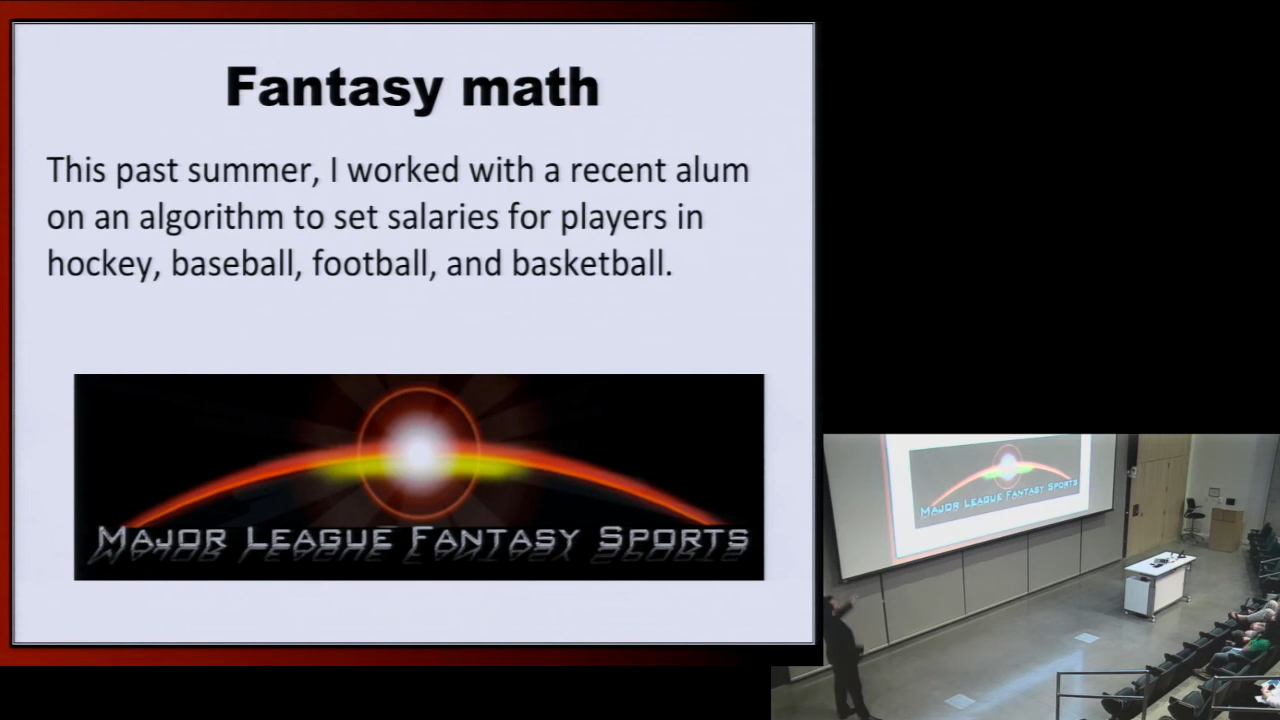 Fantasy math
This past summer, I worked with a recent alum
on an algorithm to set salaries for players in
hockey, baseball, football, and basketball.
MAJOR LEAGUE FANTASY SPORTS
MAJOR LEAGUE FANTASY SPORTS